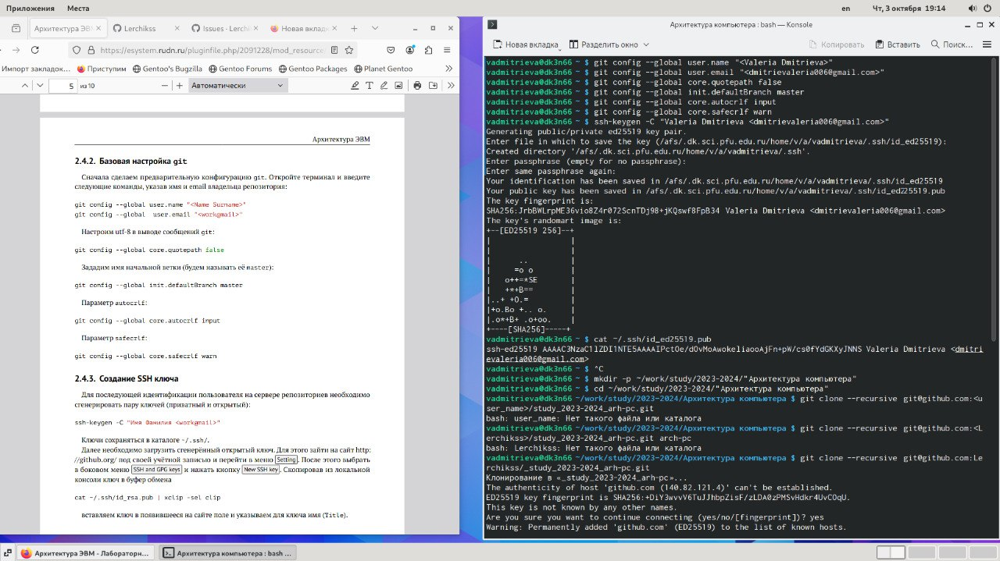 Приложения Места
en Чт, 3 октября 19:14
Архитектура ЭВМ
Lerchikss
Issues - Lerch
Новая вклад
https://esystem.rudn.ru/pluginfile.php/2091228/mod_resource
Импорт закладок...
Приступим
Gentoo's Bugzilla
Gentoo Forums
Gentoo Packages
Planet Gentoo
5 из 10
Автоматически
Архитектура ЭВМ
2.4.2. Базовая настройка git
Сначала сделаем предварительную конфигурацию git. Откройте терминал и введите
следующие команды, указав имя и email владельца репозитория:
git config --global user.name "<Name Surname>"
git config --global user.email "<work@mail>"
Настроим utf-8 в выводе сообщений git:
git config --global core.quotepath false
Зададим имя начальной ветки (будем называть её master):
git config --global init.defaultBranch master
Параметр autocrlf:
git config --global core.autocrlf input
Параметр safecrlf:
git config --global core.safecrlf warn
2.4.3. Создание SSH ключа
Для последующей идентификации пользователя на сервере репозиториев необходимо
сгенерировать пару ключей (приватный и открытый):
ssh-keygen -C "Имя Фамилия <work@mail>"
Ключи сохраняться в каталоге ~/.ssh/.
Далее необходимо загрузить сгенерённый открытый ключ. Для этого зайти на сайт http:
//github.org/ под своей учётной записью и перейти в меню Setting. После этого выбрать
в боковом меню SSH and GPG keys и нажать кнопку New SSH key. Скопировав из локальной
консоли ключ в буфер обмена
cat ~/.ssh/id_rsa.pub | xclip -sel clip
вставляем ключ в появившееся на сайте поле и указываем для ключа имя (Title).
Архитектура компьютера : bash — Konsole
Новая вкладка
Разделить окно
Копировать
Вставить
Поиск...
vadmitrieva@dk3n66 ~ $ git config --global user.name "<Valeria Dmitrieva>"
vadmitrieva@dk3n66 ~ $ git config --global user.email "<dmitrievaleria006@gmail.com>"
vadmitrieva@dk3n66 ~ $ git config --global core.quotepath false
vadmitrieva@dk3n66 ~ $ git config --global init.defaultBranch master
vadmitrieva@dk3n66 ~ $ git config --global core.autocrlf input
vadmitrieva@dk3n66 ~ $ git config --global core.safecrlf warn
vadmitrieva@dk3n66 ~ $ ssh-keygen -C "Valeria Dmitrieva <dmitrievaleria006@gmail.com>"
Generating public/private ed25519 key pair.
Enter file in which to save the key (/afs/.dk.sci.pfu.edu.ru/home/v/a/vadmitrieva/.ssh/id_ed25519):
Created directory '/afs/.dk.sci.pfu.edu.ru/home/v/a/vadmitrieva/.ssh'.
Enter passphrase (empty for no passphrase):
Enter same passphrase again:
Your identification has been saved in /afs/.dk.sci.pfu.edu.ru/home/v/a/vadmitrieva/.ssh/id_ed25519
Your public key has been saved in /afs/.dk.sci.pfu.edu.ru/home/v/a/vadmitrieva/.ssh/id_ed25519.pub
The key fingerprint is:
SHA256:JrbBWLrpME36vio8Z4r072ScnTDj98+jKQswf8FpB34 Valeria Dmitrieva <dmitrievaleria006@gmail.com>
The key's randomart image is:
+--[ED25519 256]--+
|                 |
|                 |
|      ..         |
|     =o o        |
|   o++=*SE       |
|   +*+B==        |
|..+ +O.=         |
|+o.Bo +.. o.     |
|.o*+B+ .o+oo.    |
+----[SHA256]-----+
vadmitrieva@dk3n66 ~ $ cat ~/.ssh/id_ed25519.pub
ssh-ed25519 AAAAC3NzaC1lZDI1NTE5AAAAIPctOe/dOvMoAwokeliaooAjFn+pW/cs0fYdGKXyJNNS Valeria Dmitrieva <dmitri
evaleria006@gmail.com>
vadmitrieva@dk3n66 ~ $ ^C
vadmitrieva@dk3n66 ~ $ mkdir -p ~/work/study/2023-2024/"Архитектура компьютера"
vadmitrieva@dk3n66 ~ $ cd ~/work/study/2023-2024/"Архитектура компьютера"
vadmitrieva@dk3n66 ~/work/study/2023-2024/Архитектура компьютера $ git clone --recursive git@github.com:<u
ser_name>/study_2023-2024_arh-pc.git
bash: user_name: Нет такого файла или каталога
vadmitrieva@dk3n66 ~/work/study/2023-2024/Архитектура компьютера $ git clone --recursive git@github.com:<L
erchikss>/study_2023-2024_arh-pc.git arch-pc
bash: Lerchikss: Нет такого файла или каталога
vadmitrieva@dk3n66 ~/work/study/2023-2024/Архитектура компьютера $ git clone --recursive git@github.com:Le
rchikss/_study_2023-2024_arh-pc.git
Клонирование в «_study_2023-2024_arh-pc»...
The authenticity of host 'github.com (140.82.121.4)' can't be established.
ED25519 key fingerprint is SHA256:+DiY3wvvV6TuJJhbpZisF/zLDA0zPMSvHdkr4UvCOqU.
This key is not known by any other names.
Are you sure you want to continue connecting (yes/no/[fingerprint])? yes
Warning: Permanently added 'github.com' (ED25519) to the list of known hosts.
Архитектура ЭВМ - Лабораторн...
Архитектура компьютера : bash ...